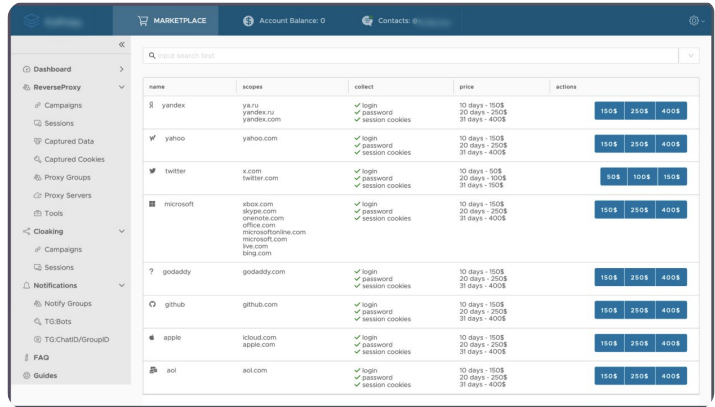 MARKETPLACE
Account Balance: 0
Contacts:
Input search text
Dashboard
ReverseProxy
Campaigns
Sessions
Captured Data
Captured Cookies
Proxy Groups
Proxy Servers
Tools
Cloaking
Campaigns
Sessions
Notifications
Notify Groups
TG:Bots
TG:ChatID/GroupID
FAQ
Guides
name scopes collect price actions
yandex ya.ru login 10 days - 150$ 150$ 250$ 400$
yandex.ru password 20 days - 250$
yandex.com session cookies 31 days - 400$
yahoo yahoo.com login 10 days - 150$ 150$ 250$ 400$
password 20 days - 250$
session cookies 31 days - 400$
twitter x.com login 10 days - 50$ 50$ 100$ 150$
twitter.com password 20 days - 100$
session cookies 31 days - 150$
microsoft xbox.com login 10 days - 150$ 150$ 250$ 400$
skype.com password 20 days - 250$
onenote.com session cookies 31 days - 400$
office.com
microsoftonline.com
microsoft.com
live.com
bing.com
? godaddy godaddy.com login 10 days - 150$ 150$ 250$ 400$
password 20 days - 250$
session cookies 31 days - 400$
github github.com login 10 days - 150$ 150$ 250$ 400$
password 20 days - 250$
session cookies 31 days - 400$
apple icloud.com login 10 days - 150$ 150$ 250$ 400$
apple.com password 20 days - 250$
session cookies 31 days - 400$
aol aol.com login 10 days - 150$ 150$ 250$ 400$
password 20 days - 250$
session cookies 31 days - 400$